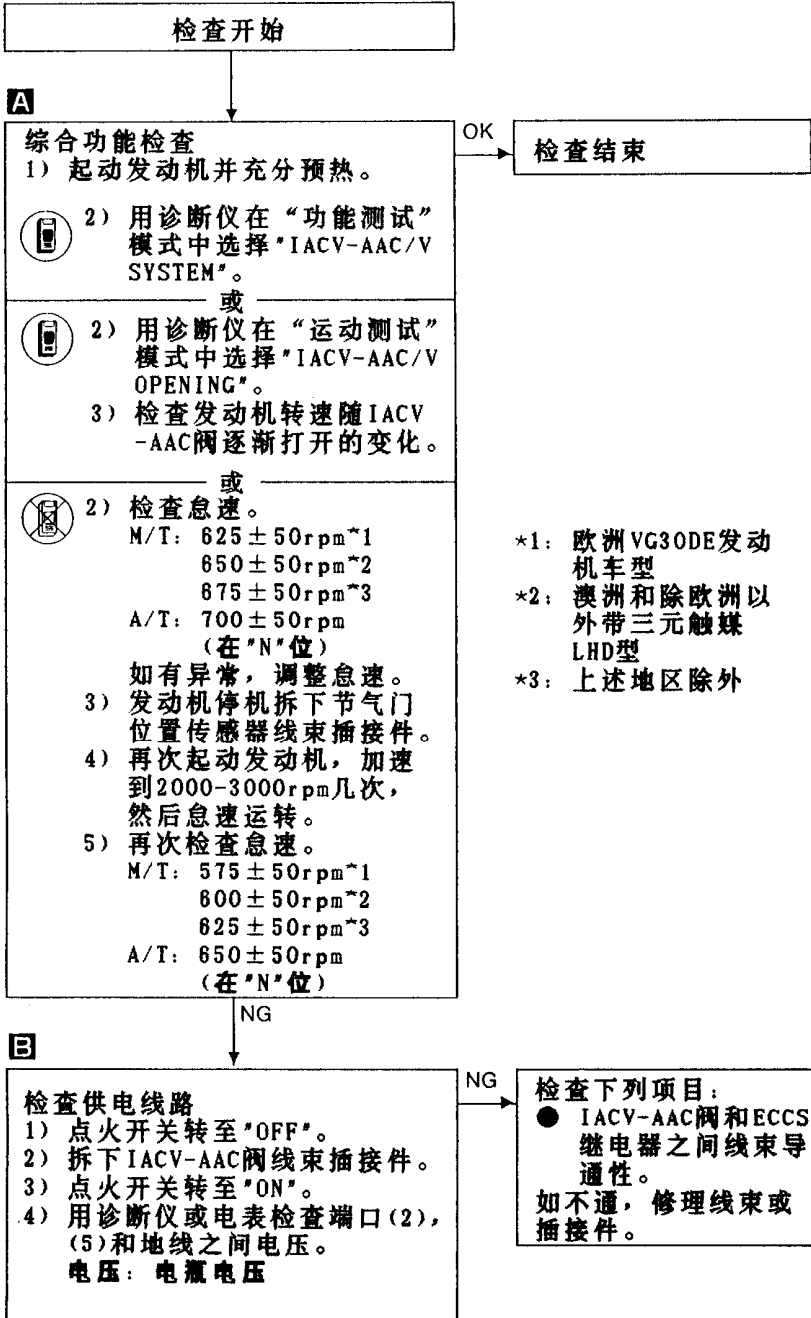 检查开始
A
综合功能检查
1) 起动发动机并充分预热。
2) 用诊断仪在“功能测试”
模式中选择"IACV-AAC/V
SYSTEM"。
或
2) 用诊断仪在“运动测试”
模式中选择"IACV-AAC/V
OPENING"。
3) 检查发动机转速随IACV
-AAC阀逐渐打开的变化。
或
2) 检查怠速。
M/T: 625±50rpm*1
650±50rpm*2
675±50rpm*3
A/T: 700±50rpm
(在"N"位)
如有异常，调整怠速。
3) 发动机停机拆下节气门
位置传感器线束插接件。
4) 再次起动发动机，加速
到2000-3000rpm几次，
然后怠速运转。
5) 再次检查怠速。
M/T: 575±50rpm*1
600±50rpm*2
625±50rpm*3
A/T: 650±50rpm
(在"N"位)
OK
检查结束
*1: 欧洲VG30DE发动
机车型
*2: 澳洲和除欧洲以
外带三元触媒
LHD型
*3: 上述地区除外
NG
B
检查供电线路
1) 点火开关转至"OFF"。
2) 拆下IACV-AAC阀线束插接件。
3) 点火开关转至"ON"。
4) 用诊断仪或电表检查端口(2)，
(5)和地线之间电压。
电压: 电瓶电压
NG
检查下列项目:
● IACV-AAC阀和ECCS
继电器之间线束导
通性。
如不通，修理线束或
插接件。